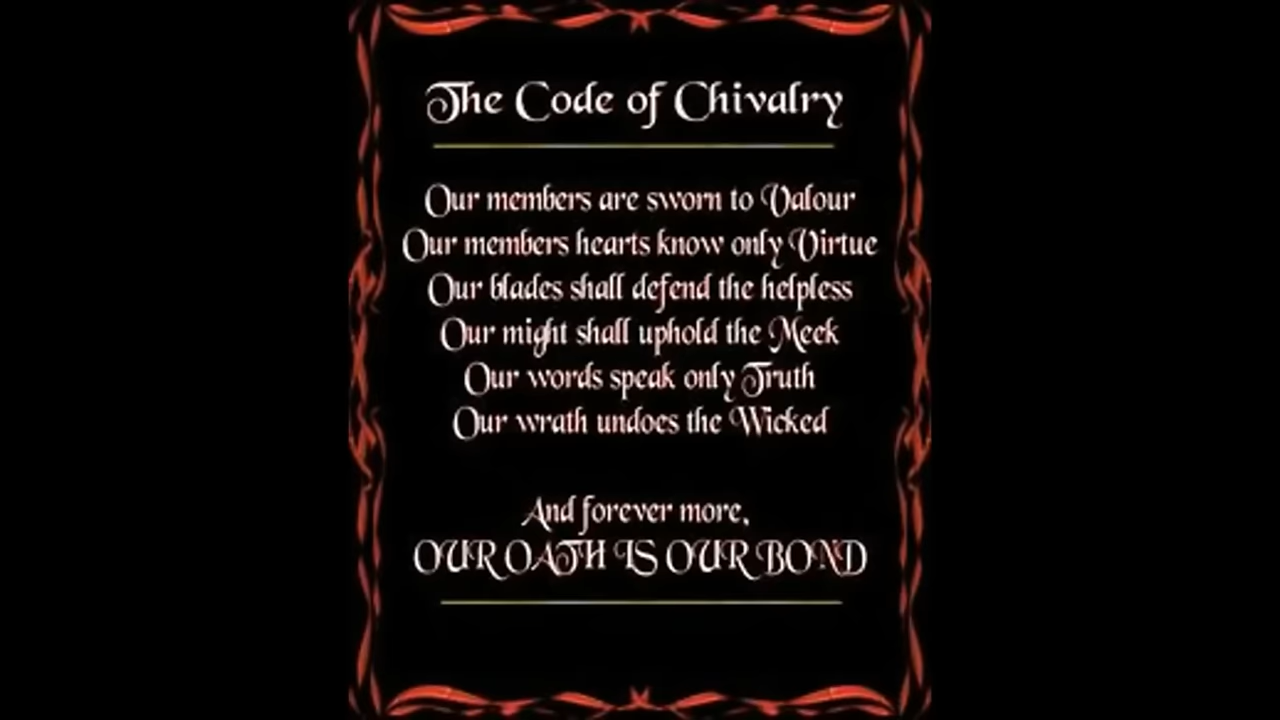 The Code of Chivalry
Our members are sworn to Valour
Our members hearts know only Virtue
Our blades shall defend the helpless
Our might shall uphold the Meek
Our words speak only Truth
Our wrath undoes the Wicked
And forever more,
OUR OATH IS OUR BOND